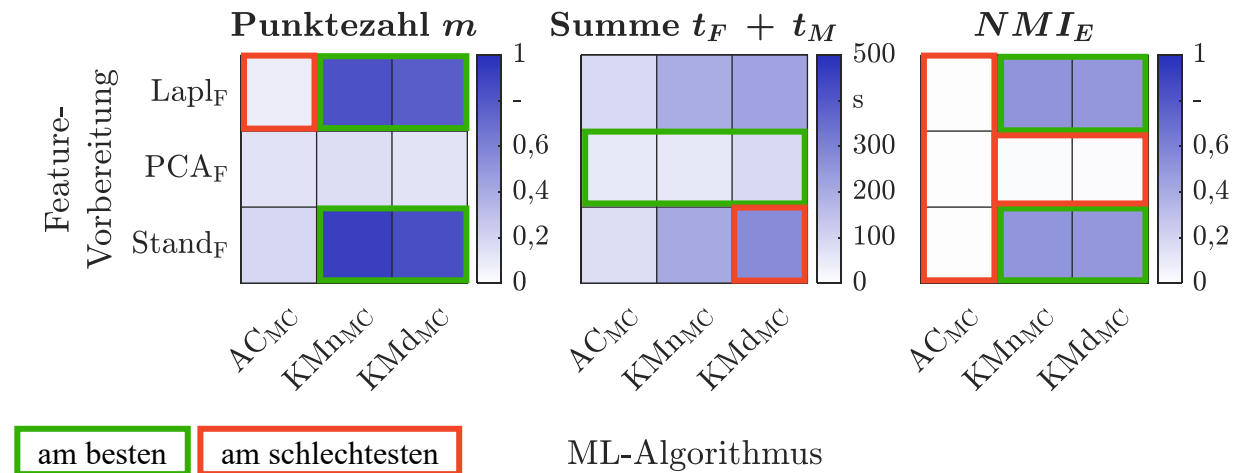 Punktezahl m
Summe t_F + t_M
NMI_E
Feature-
Vorbereitung
Lapl_F
PCA_F
Stand_F
1
-
0,6
0,4
0,2
0
500
s
300
200
100
0
1
-
0,6
0,4
0,2
0
AC_MC
KMn_MC
KMd_MC
AC_MC
KMn_MC
KMd_MC
AC_MC
KMn_MC
KMd_MC
am besten
am schlechtesten
ML-Algorithmus